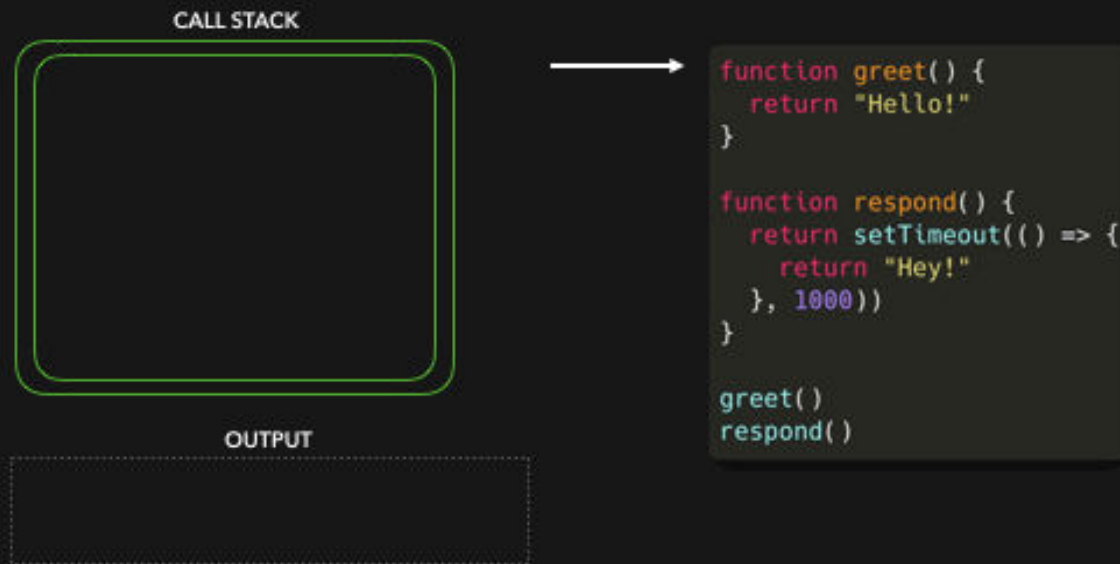 CALL STACK
function greet() {
  return "Hello!"
}
function respond() {
  return setTimeout(() => {
    return "Hey!"
  }, 1000))
}
greet()
respond()
OUTPUT